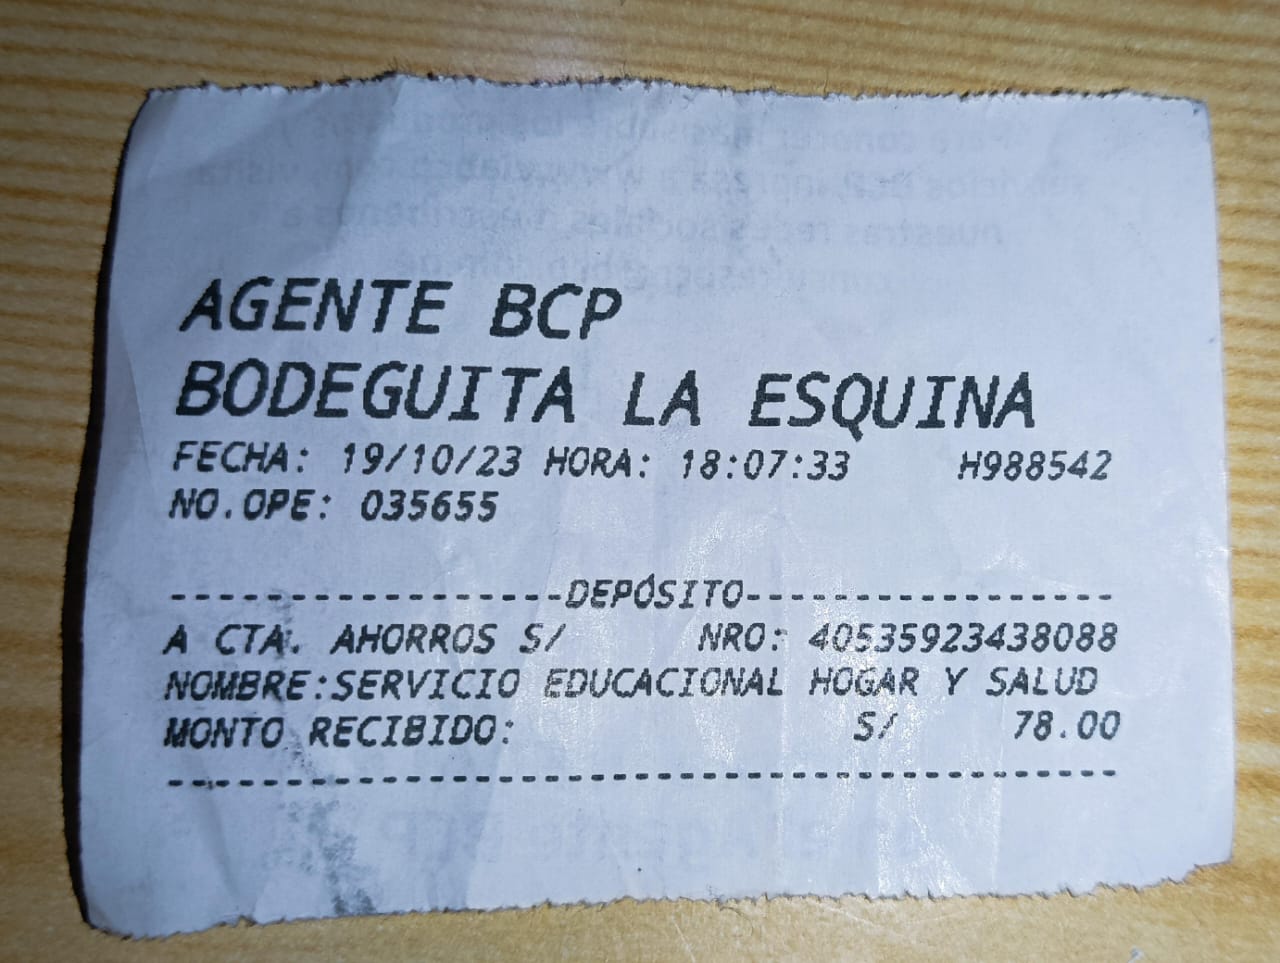 AGENTE BCP
BODEGUITA LA ESQUINA
FECHA: 19/10/23 HORA: 18:07:33 H988542
NO.OPE: 035655
-----------------DEPÓSITO----------------
A CTA. AHORROS S/ NRO: 40535923438088
NOMBRE:SERVICIO EDUCACIONAL HOGAR Y SALUD
MONTO RECIBIDO: S/ 78.00
-----------------------------------------